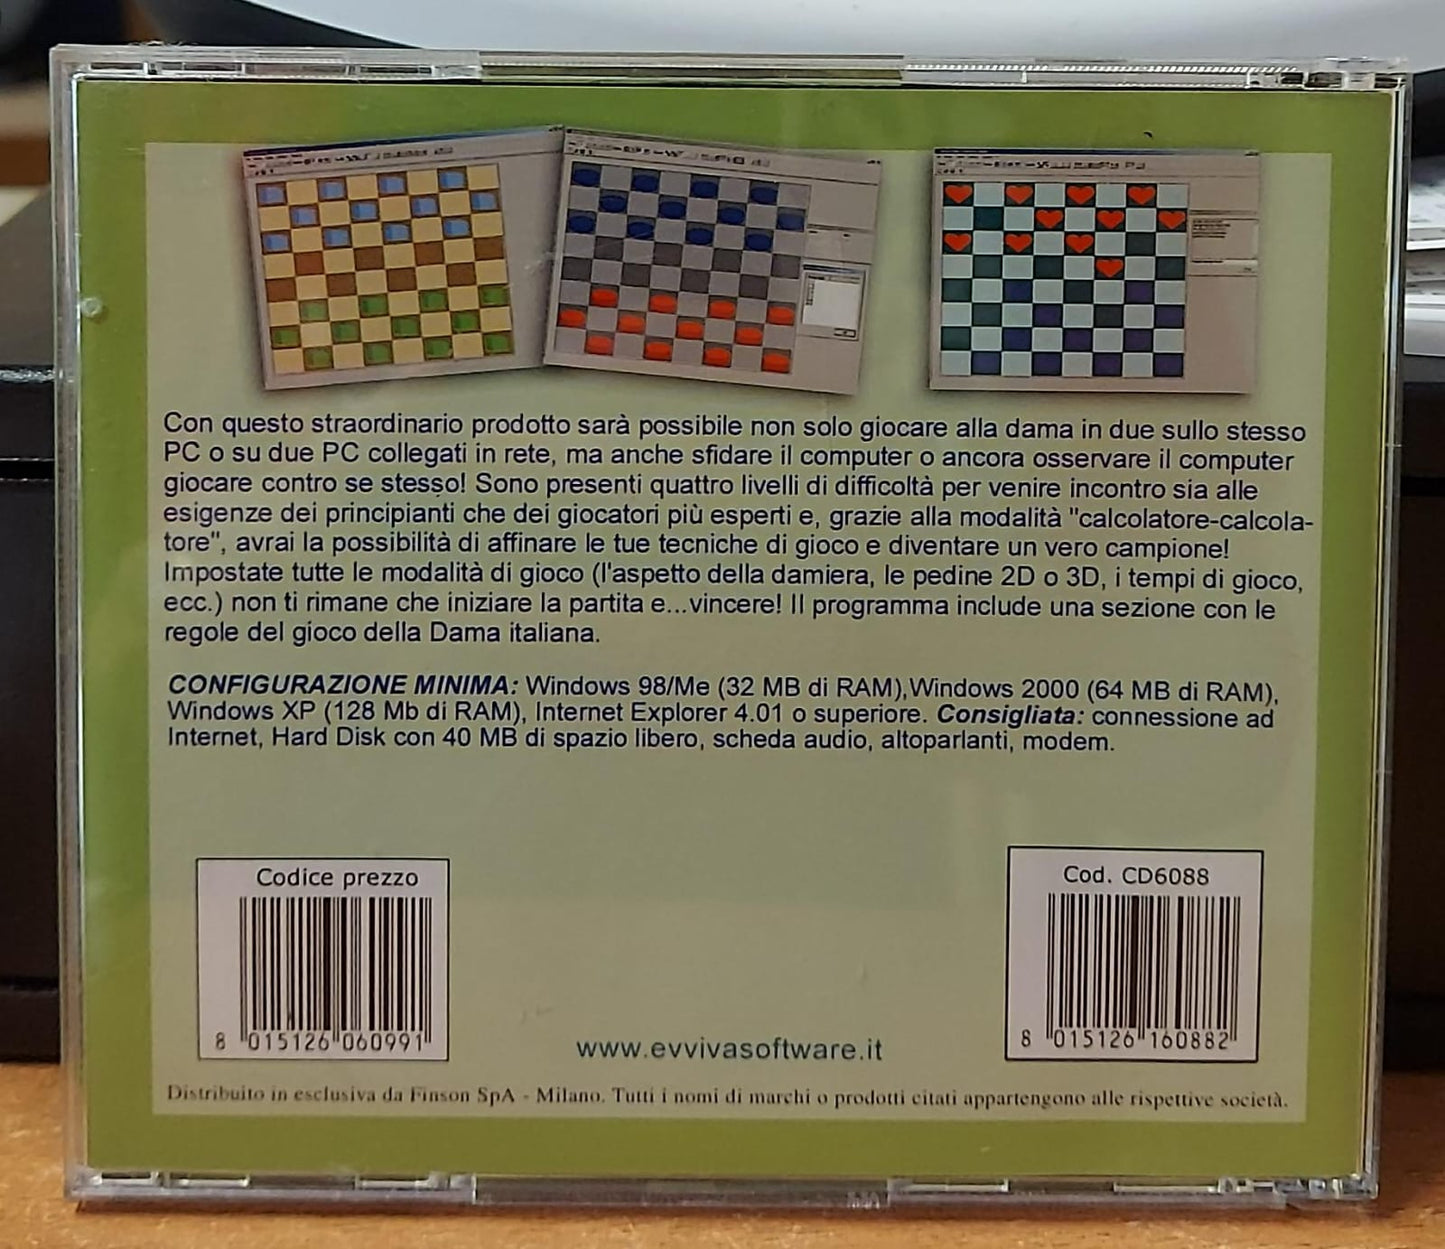 Con questo straordinario prodotto sarà possibile non solo giocare alla dama in due sullo stesso
PC o su due PC collegati in rete, ma anche sfidare il computer o ancora osservare il computer
giocare contro se stesso! Sono presenti quattro livelli di difficoltà per venire incontro sia alle
esigenze dei principianti che dei giocatori più esperti e, grazie alla modalità "calcolatore-calcola-
tore", avrai la possibilità di affinare le tue tecniche di gioco e diventare un vero campione!
Impostate tutte le modalità di gioco (l'aspetto della damiera, le pedine 2D o 3D, i tempi di gioco,
ecc.) non ti rimane che iniziare la partita e...vincere! Il programma include una sezione con le
regole del gioco della Dama italiana.
CONFIGURAZIONE MINIMA: Windows 98/Me (32 MB di RAM),Windows 2000 (64 MB di RAM),
Windows XP (128 Mb di RAM), Internet Explorer 4.01 o superiore. Consigliata: connessione ad
Internet, Hard Disk con 40 MB di spazio libero, scheda audio, altoparlanti, modem.
Codice prezzo
8 015126 060991
Cod. CD6088
8 015126 160882
www.evvivasoftware.it
Distribuito in esclusiva da Finson SpA - Milano. Tutti i nomi di marchi o prodotti citati appartengono alle rispettive società.